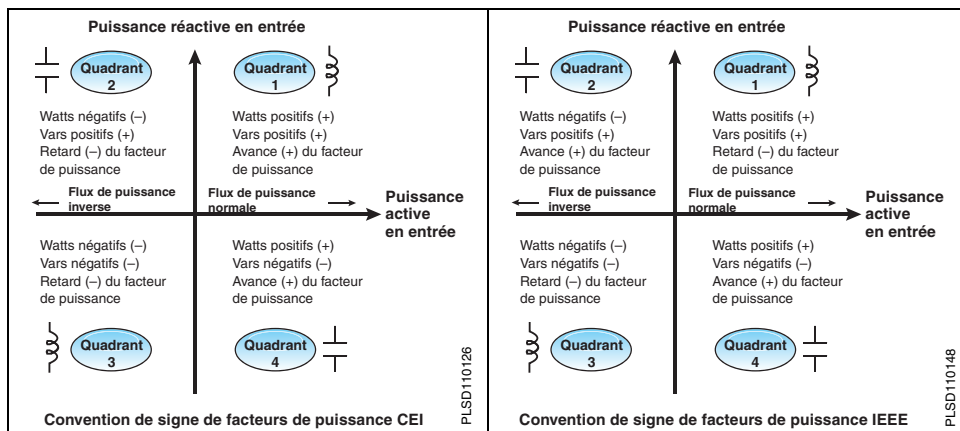 Puissance réactive en entrée
Quadrant
2
Quadrant
1
Watts négatifs (–)
Vars positifs (+)
Retard (–) du facteur
de puissance
Watts positifs (+)
Vars positifs (+)
Avance (+) du facteur
de puissance
Flux de puissance
inverse
Flux de puissance
normale
Puissance
active
en entrée
Watts négatifs (–)
Vars négatifs (–)
Retard (–) du facteur
de puissance
Watts positifs (+)
Vars négatifs (–)
Avance (+) du facteur
de puissance
Quadrant
3
Quadrant
4
PLSD110126
Convention de signe de facteurs de puissance CEI
Puissance réactive en entrée
Quadrant
2
Quadrant
1
Watts négatifs (–)
Vars positifs (+)
Avance (+) du facteur
de puissance
Watts positifs (+)
Vars positifs (+)
Retard (–) du facteur
de puissance
Flux de puissance
inverse
Flux de puissance
normale
Puissance
active
en entrée
Watts négatifs (–)
Vars négatifs (–)
Retard (–) du facteur
de puissance
Watts positifs (+)
Vars négatifs (–)
Avance (+) du facteur
de puissance
Quadrant
3
Quadrant
4
PLSD110148
Convention de signe de facteurs de puissance IEEE